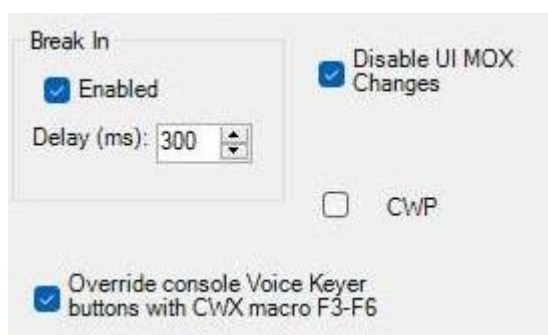 Break In
Enabled
Delay (ms): 300
Disable UI MOX
Changes
CWP
Override console Voice Keyer
buttons with CWX macro F3-F6